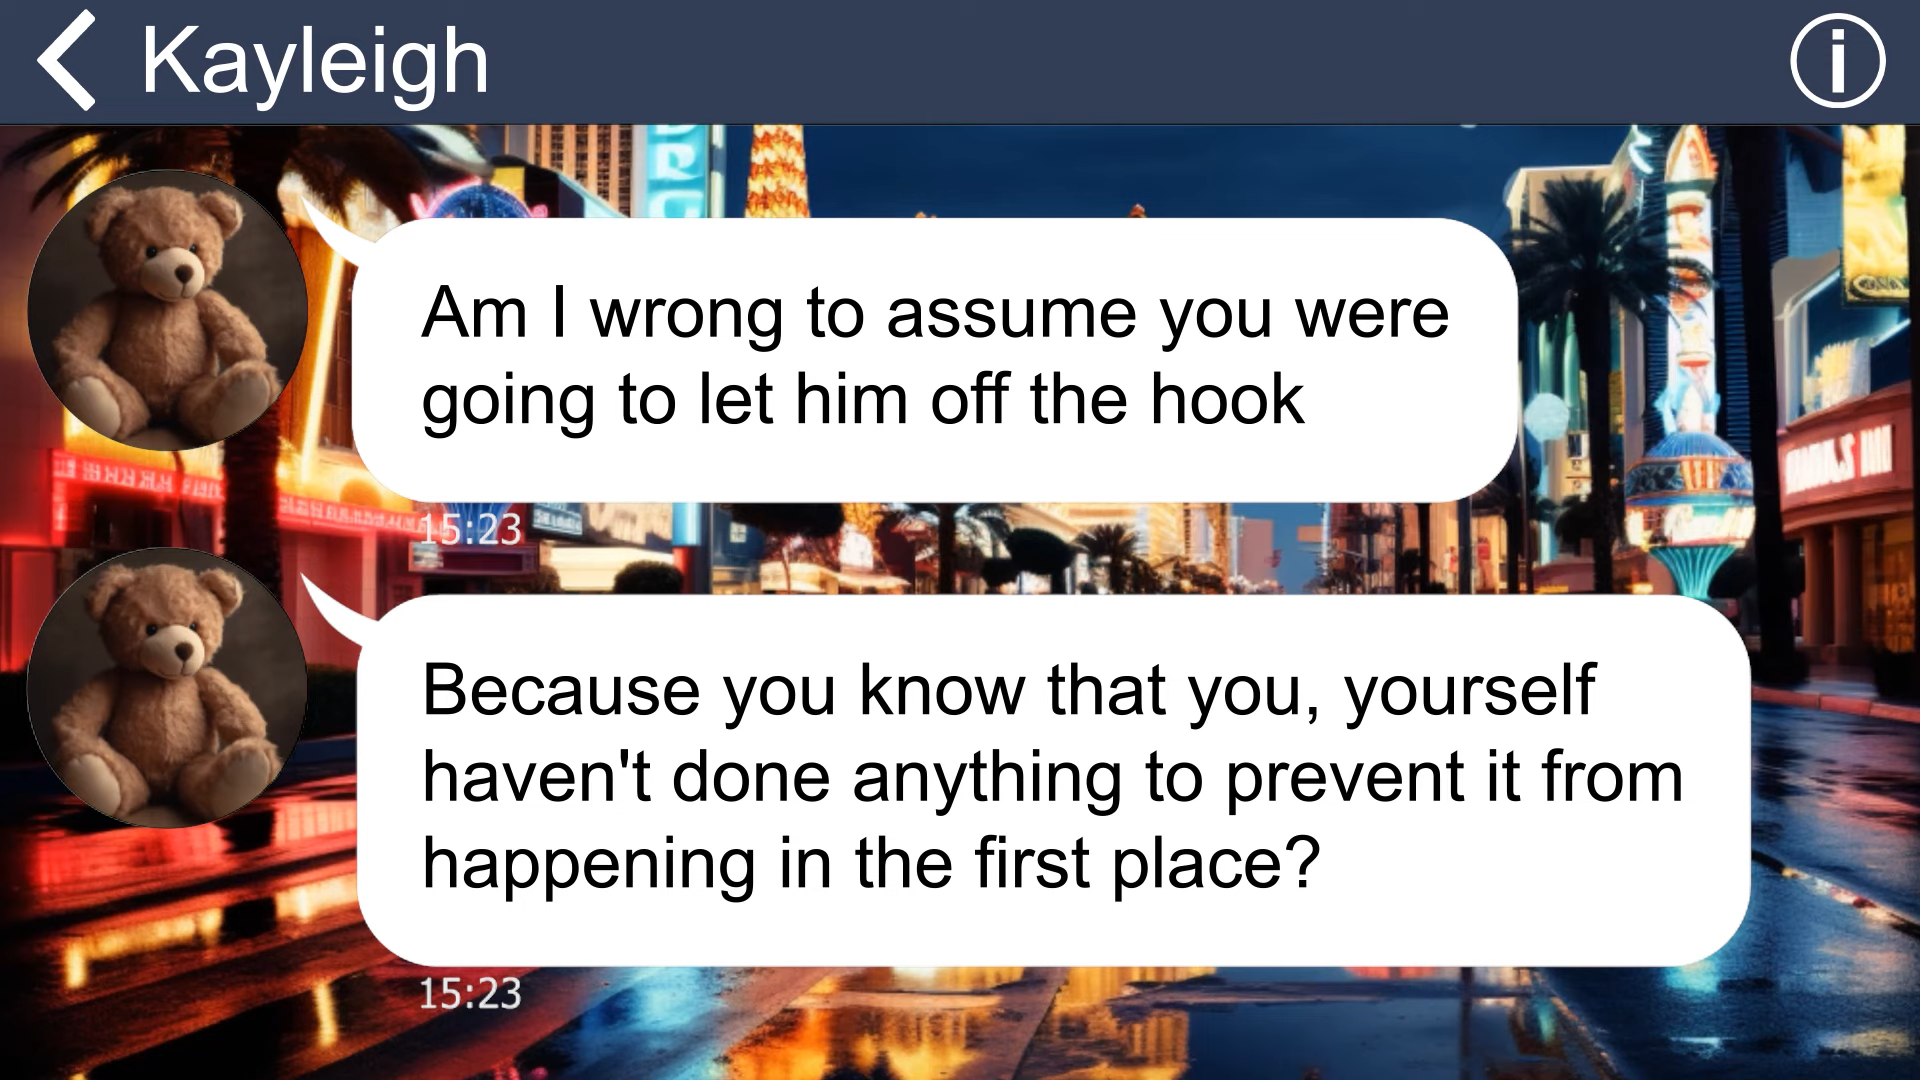 Kayleigh
Am I wrong to assume you were
going to let him off the hook
15:23
Because you know that you, yourself
haven't done anything to prevent it from
happening in the first place?
15:23